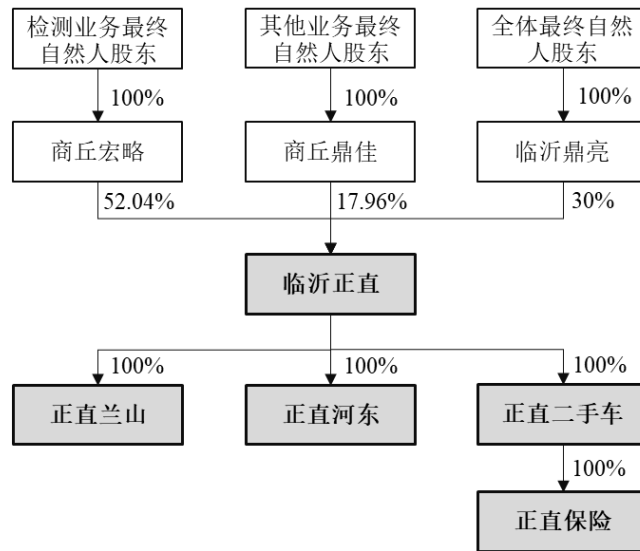 检测业务最终
自然人股东
其他业务最终
自然人股东
全体最终自然
人股东
100%
100%
100%
商丘宏略
商丘鼎佳
临沂鼎亮
52.04%
17.96%
30%
临沂正直
100%
100%
100%
正直兰山
正直河东
正直二手车
100%
正直保险